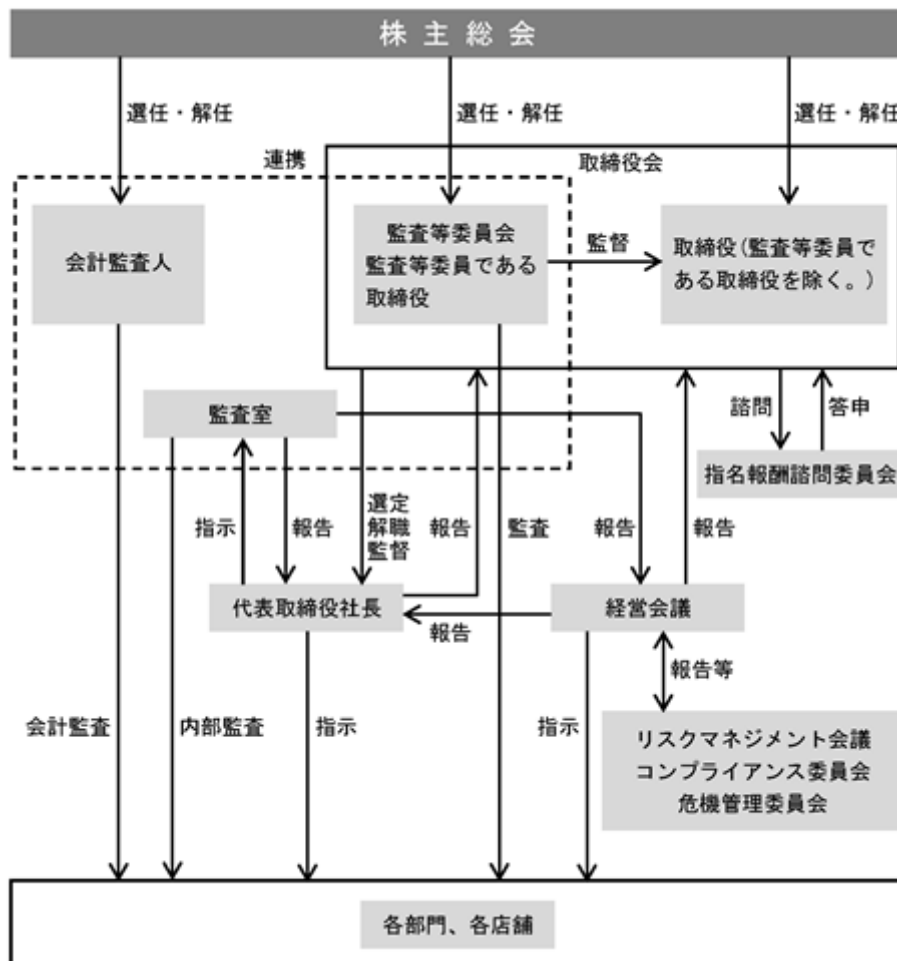 株主総会
選任・解任
選任・解任
選任・解任
連携
取締役会
会計監査人
監査等委員会
監査等委員である
取締役
監督
取締役(監査等委員で
ある取締役を除く。)
監査室
諮問
答申
指名報酬諮問委員会
指示
報告
選定
解職
監督
報告
監査
報告
報告
代表取締役社長
報告
経営会議
報告等
会計監査
内部監査
指示
指示
リスクマネジメント会議
コンプライアンス委員会
危機管理委員会
各部門、各店舗